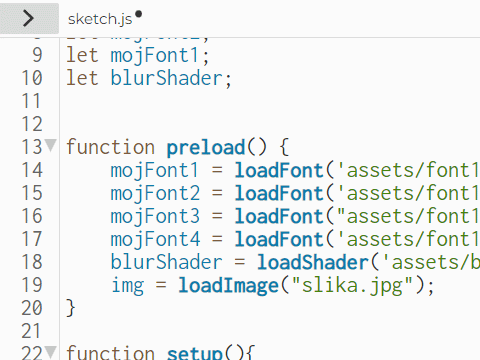 sketch.js
let mojFont2;
9 let mojFont1;
10 let blurShader;
11
12
13 function preload() {
14 mojFont1 = loadFont('assets/font1
15 mojFont2 = loadFont('assets/font1
16 mojFont3 = loadFont("assets/font1
17 mojFont4 = loadFont('assets/font1
18 blurShader = loadShader('assets/b
19 img = loadImage("slika.jpg");
20 }
21
22 function setup(){